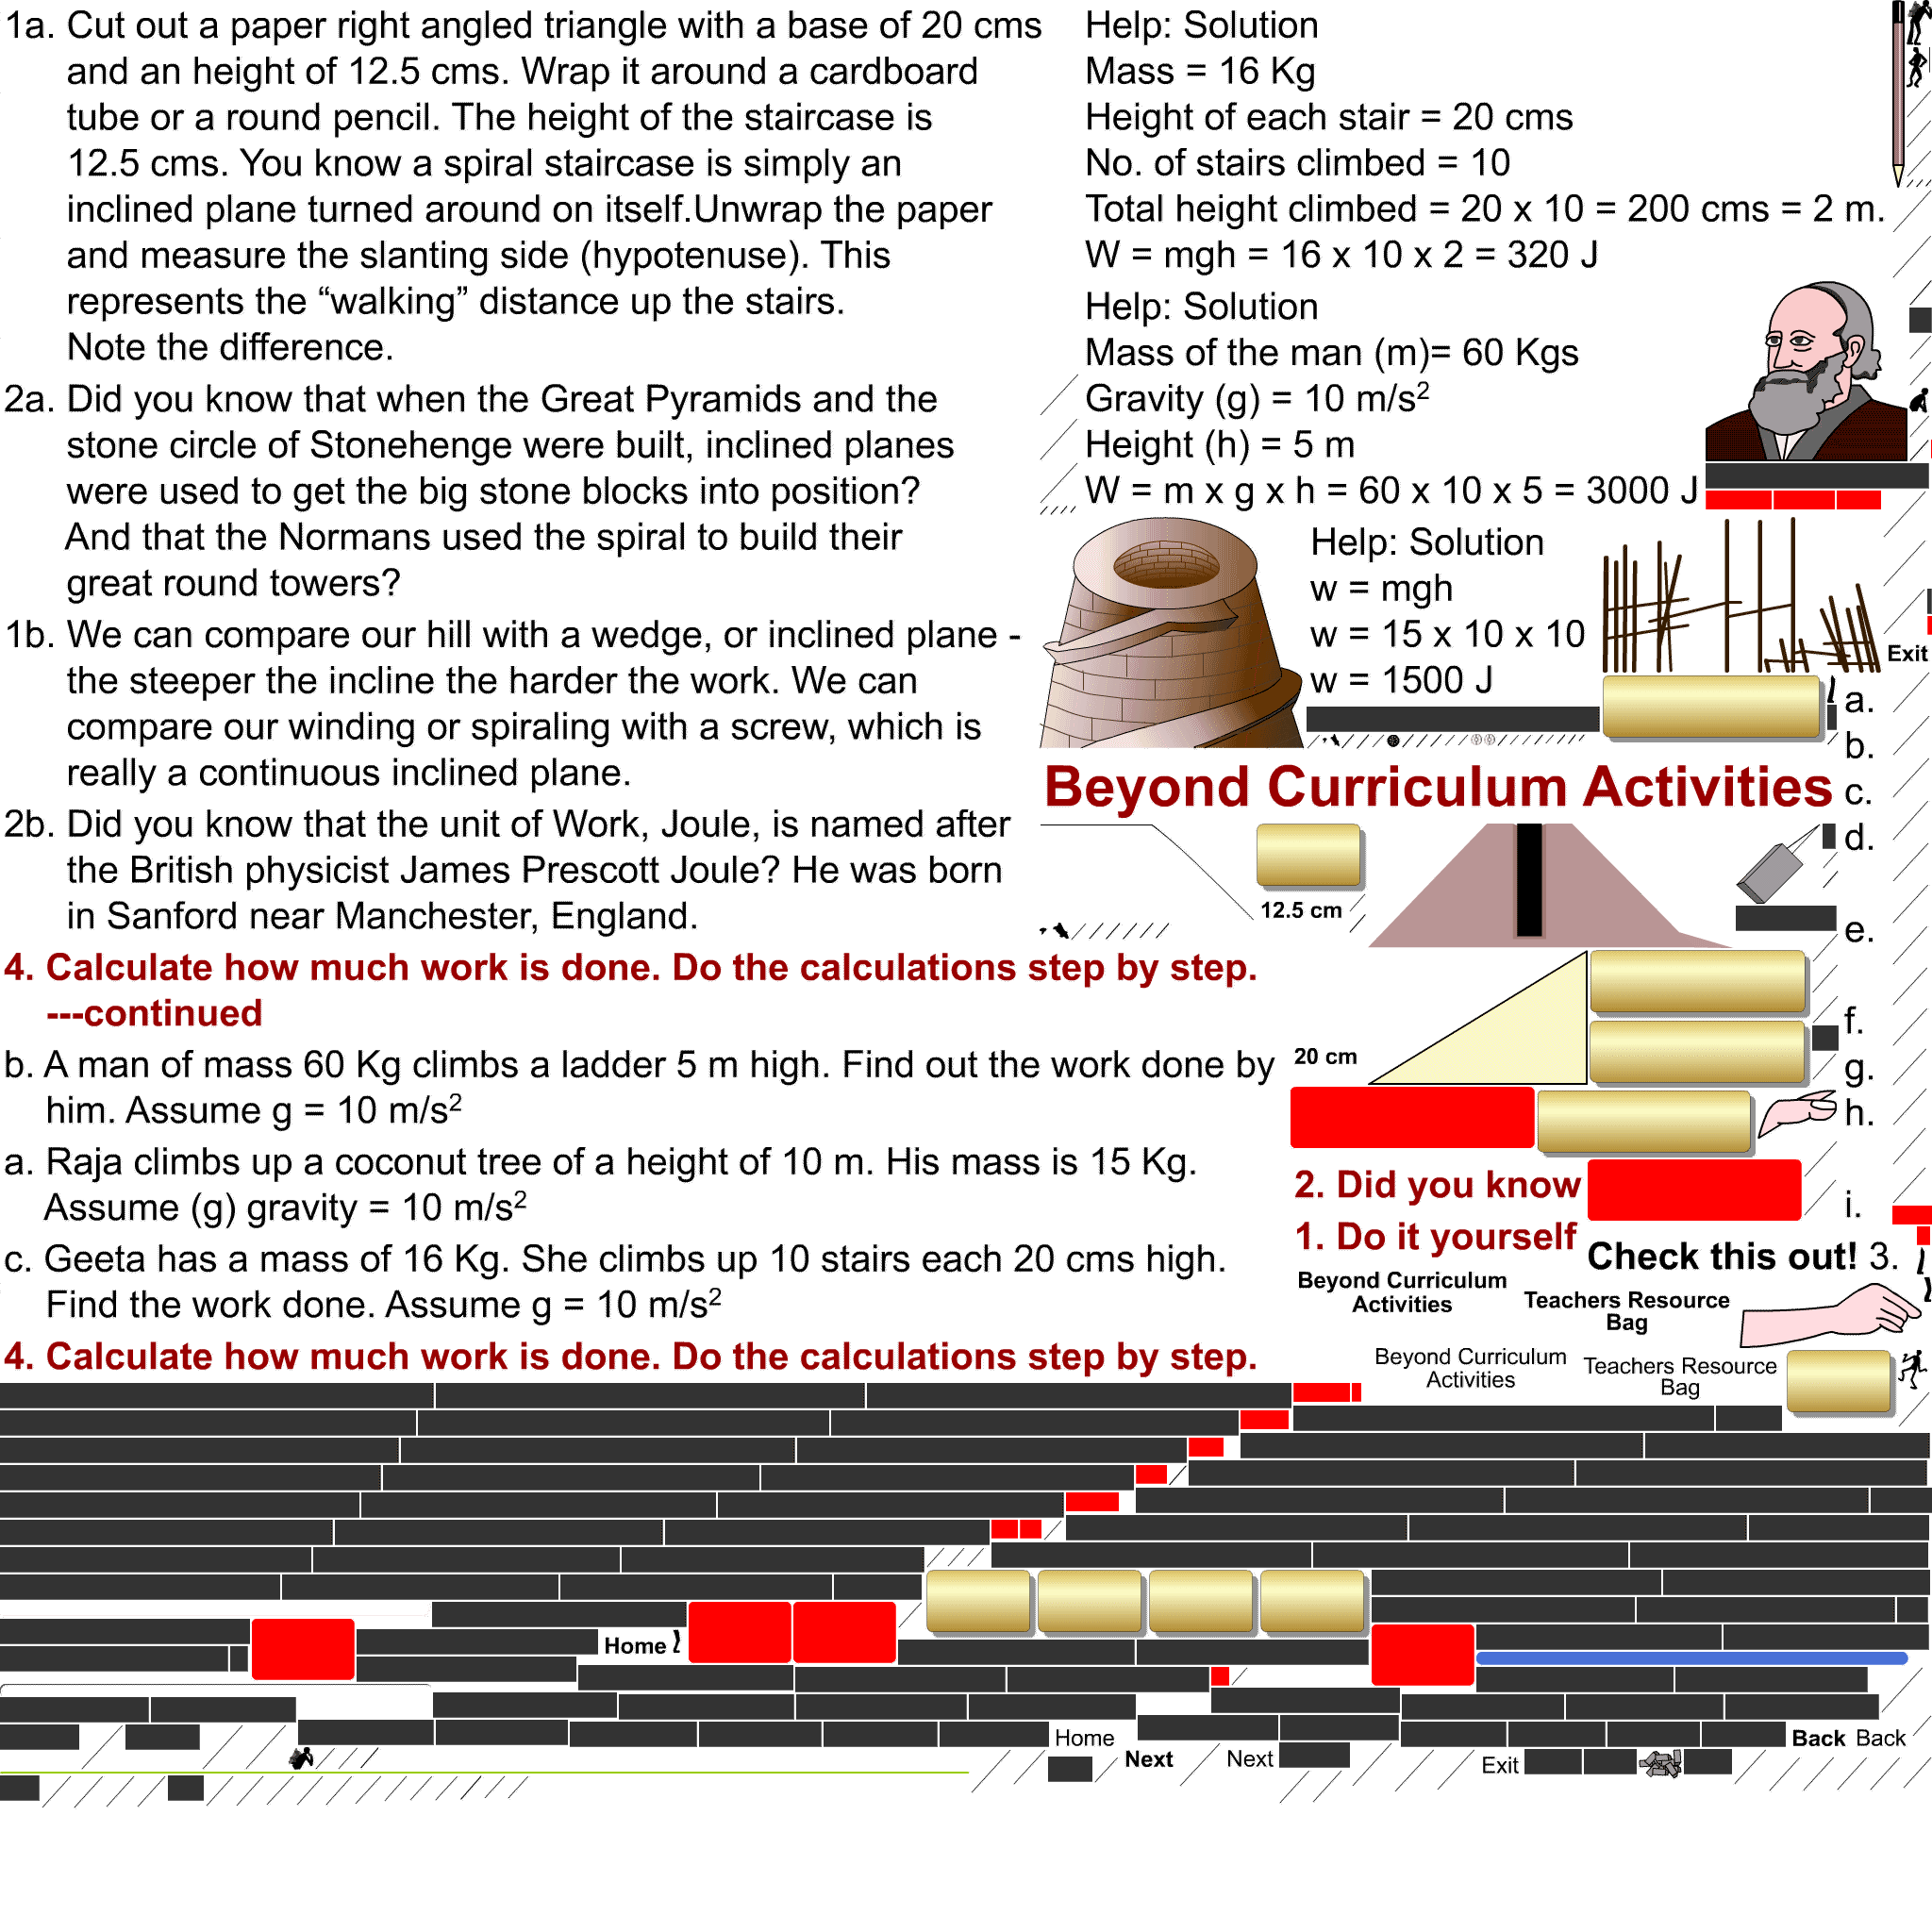 1a. Cut out a paper right angled triangle with a base of 20 cms
and an height of 12.5 cms. Wrap it around a cardboard
tube or a round pencil. The height of the staircase is
12.5 cms. You know a spiral staircase is simply an
inclined plane turned around on itself.Unwrap the paper
and measure the slanting side (hypotenuse). This
represents the “walking” distance up the stairs.
Note the difference.
2a. Did you know that when the Great Pyramids and the
stone circle of Stonehenge were built, inclined planes
were used to get the big stone blocks into position?
And that the Normans used the spiral to build their
great round towers?
1b. We can compare our hill with a wedge, or inclined plane -
the steeper the incline the harder the work. We can
compare our winding or spiraling with a screw, which is
really a continuous inclined plane.
2b. Did you know that the unit of Work, Joule, is named after
the British physicist James Prescott Joule? He was born
in Sanford near Manchester, England.
4. Calculate how much work is done. Do the calculations step by step.
---continued
b. A man of mass 60 Kg climbs a ladder 5 m high. Find out the work done by
him. Assume g = 10 m/s²
a. Raja climbs up a coconut tree of a height of 10 m. His mass is 15 Kg.
Assume (g) gravity = 10 m/s²
c. Geeta has a mass of 16 Kg. She climbs up 10 stairs each 20 cms high.
Find the work done. Assume g = 10 m/s²
4. Calculate how much work is done. Do the calculations step by step.
Help: Solution
Mass = 16 Kg
Height of each stair = 20 cms
No. of stairs climbed = 10
Total height climbed = 20 x 10 = 200 cms = 2 m.
W = mgh = 16 x 10 x 2 = 320 J
Help: Solution
Mass of the man (m)= 60 Kgs
Gravity (g) = 10 m/s²
Height (h) = 5 m
W = m x g x h = 60 x 10 x 5 = 3000 J
Help: Solution
w = mgh
w = 15 x 10 x 10
w = 1500 J
Exit
a.
b.
Beyond Curriculum Activities
c.
d.
12.5 cm
e.
f.
20 cm
g.
h.
2. Did you know
i.
1. Do it yourself
Check this out!
3.
Beyond Curriculum
Activities
Teachers Resource
Bag
Beyond Curriculum
Activities
Teachers Resource
Bag
Home
Home
Next
Next
Exit
Back
Back